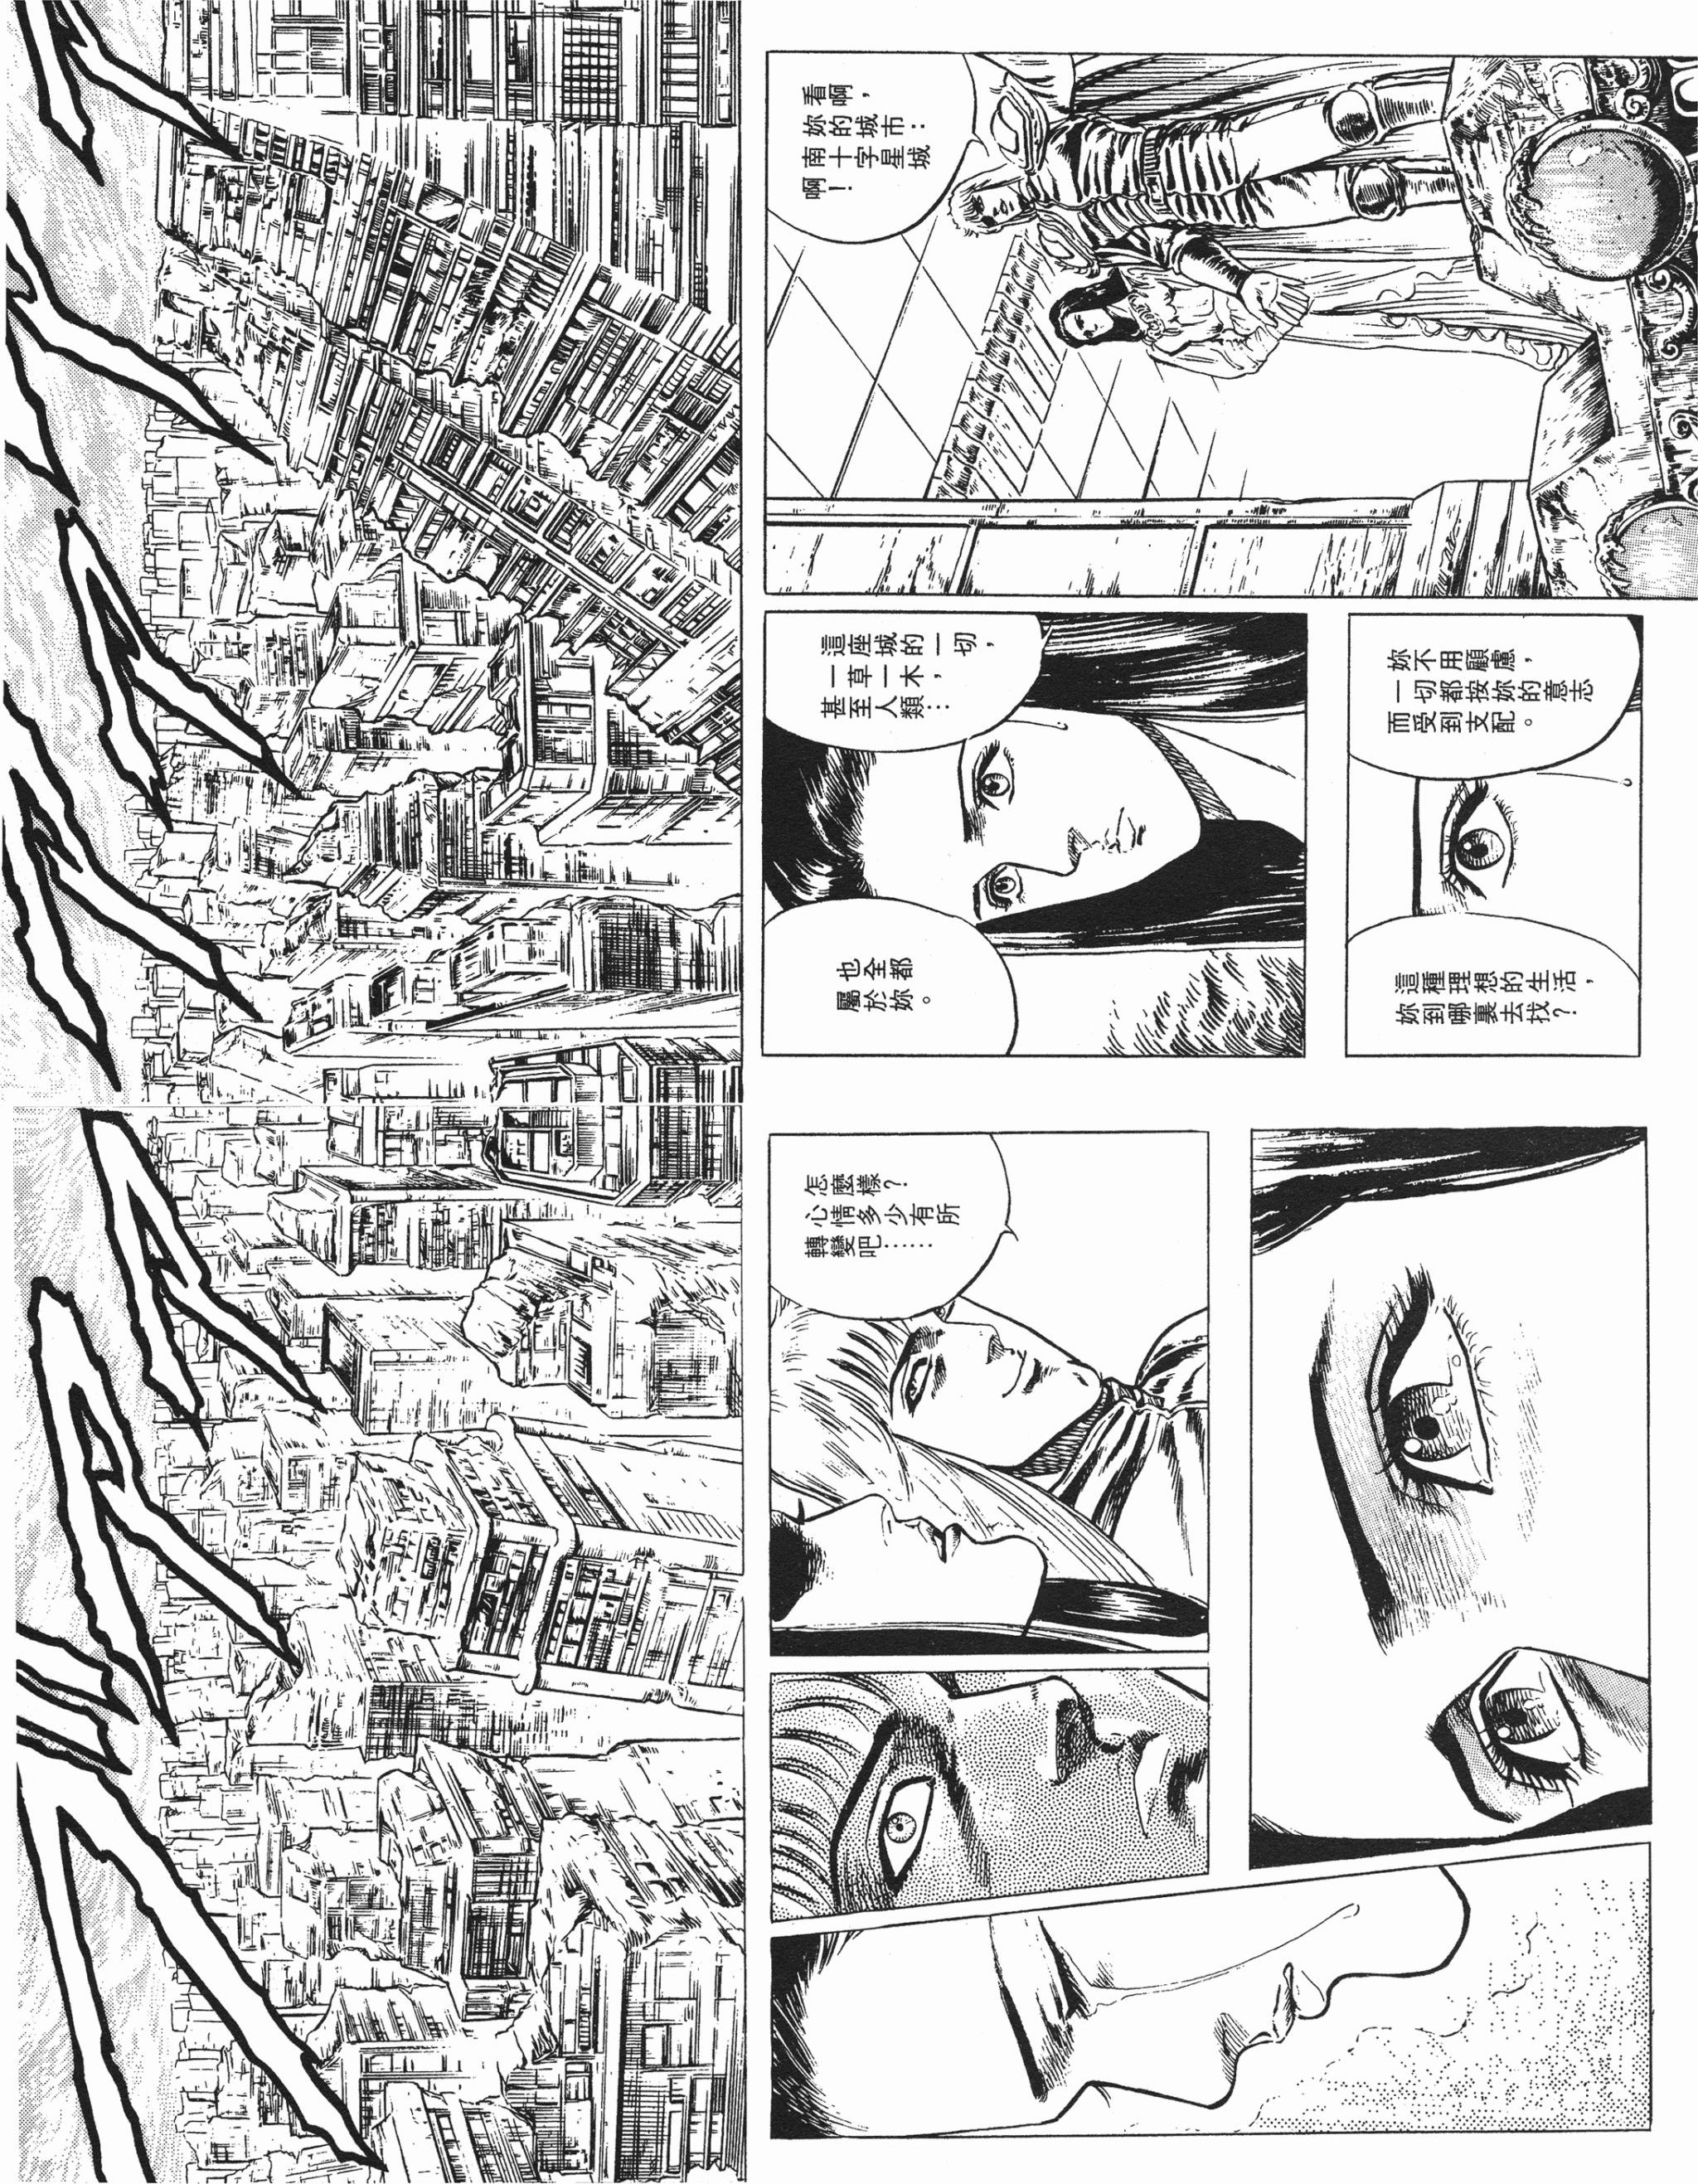 看啊，
妳的城市：
南十字星城
啊！
這座城的一切，
一草一木，
甚至人類…
也全都
屬於妳。
妳不用顧慮，
一切都按妳的意志
而受到支配。
這種理想的生活，
妳到哪裏去找？
怎麼樣？
心情多少有所
轉變吧……